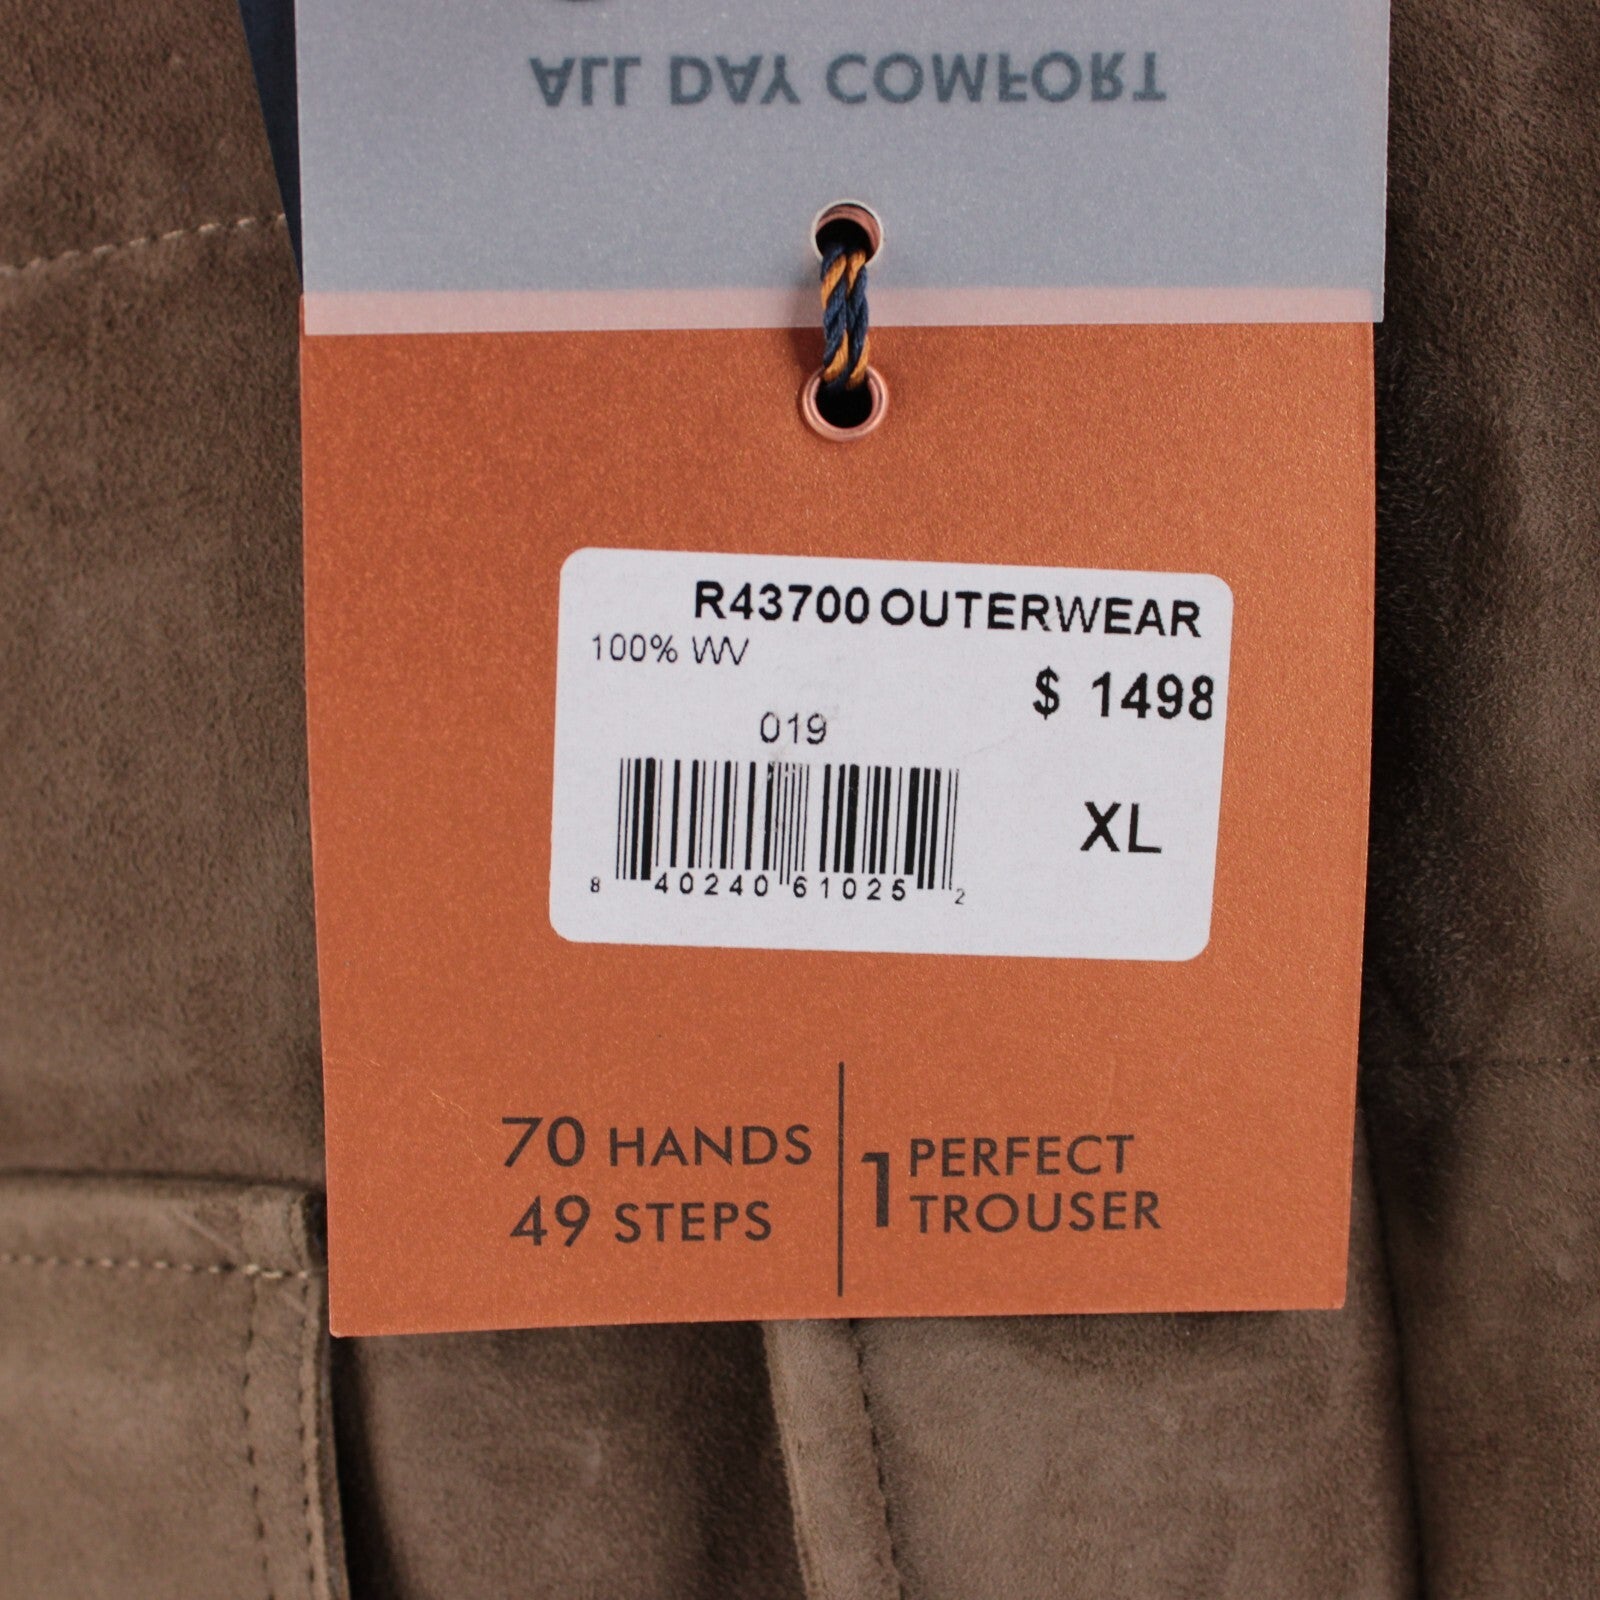 ALL DAY COMFORT
R43700 OUTERWEAR
100% WV
$ 1498
019
XL
8 40240 61025 2
70 HANDS
49 STEPS
1 PERFECT
TROUSER